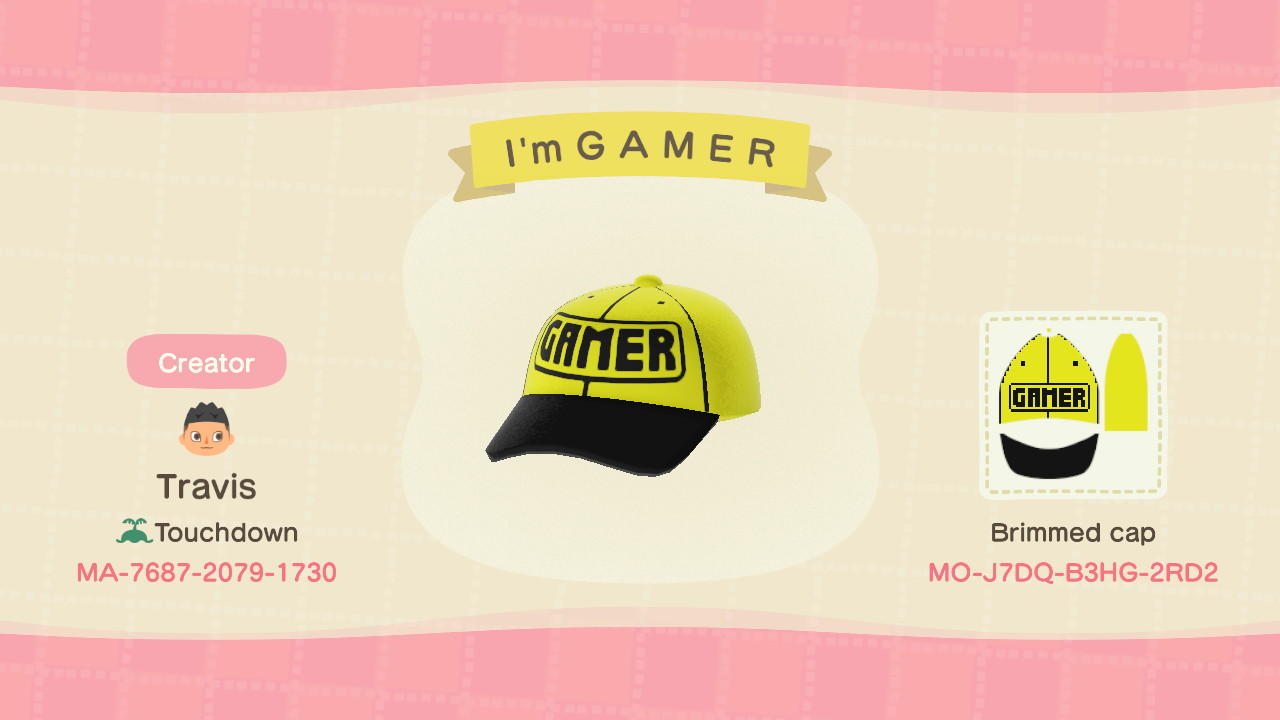 I'm GAMER
GAMER
GAMER
Creator
Travis
Touchdown
MA-7687-2079-1730
Brimmed cap
MO-J7DQ-B3HG-2RD2